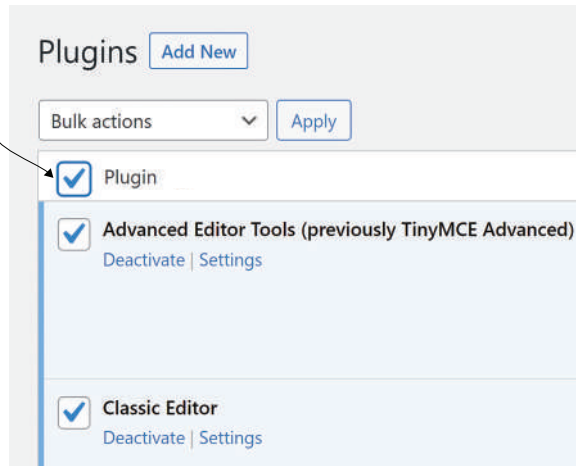 Plugins Add New
Bulk actions Apply
Plugin
Advanced Editor Tools (previously TinyMCE Advanced)
Deactivate | Settings
Classic Editor
Deactivate | Settings